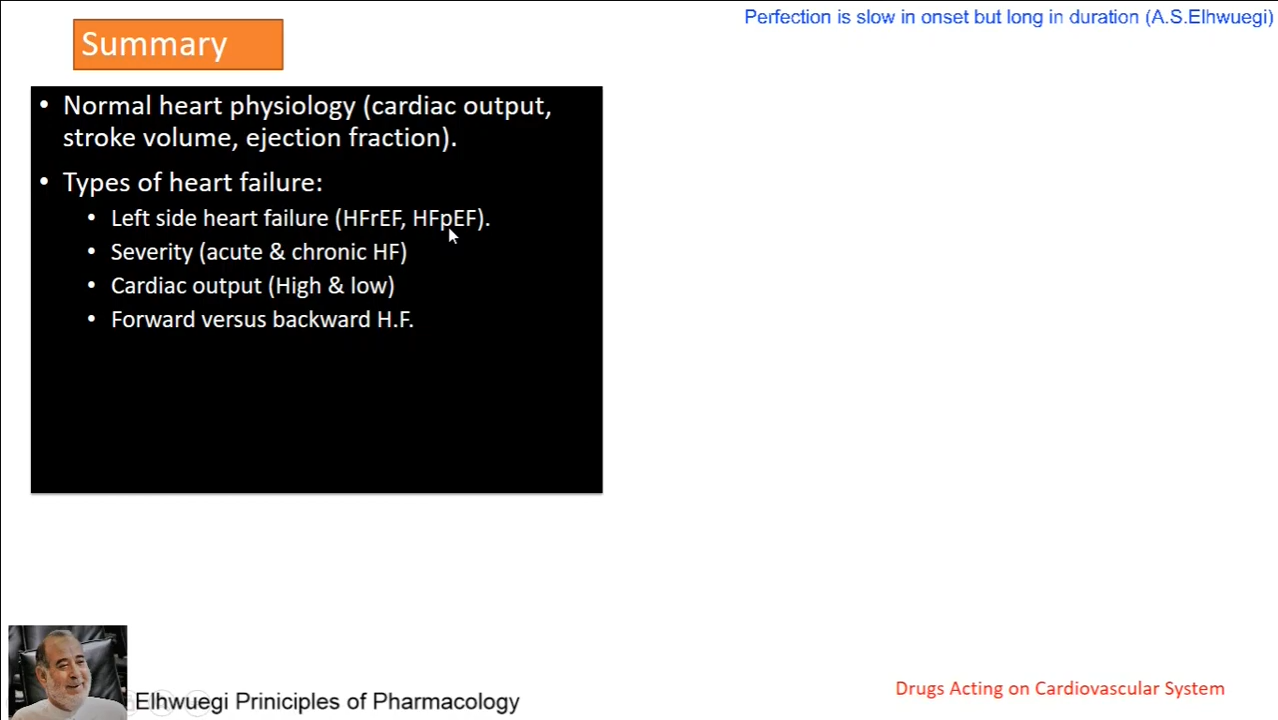 Perfection is slow in onset but long in duration (A.S.Elhwuegi)
Summary
• Normal heart physiology (cardiac output,
stroke volume, ejection fraction).
• Types of heart failure:
• Left side heart failure (HFrEF, HFpEF).
• Severity (acute & chronic HF)
• Cardiac output (High & low)
• Forward versus backward H.F.
Elhwuegi Priniciples of Pharmacology
Drugs Acting on Cardiovascular System